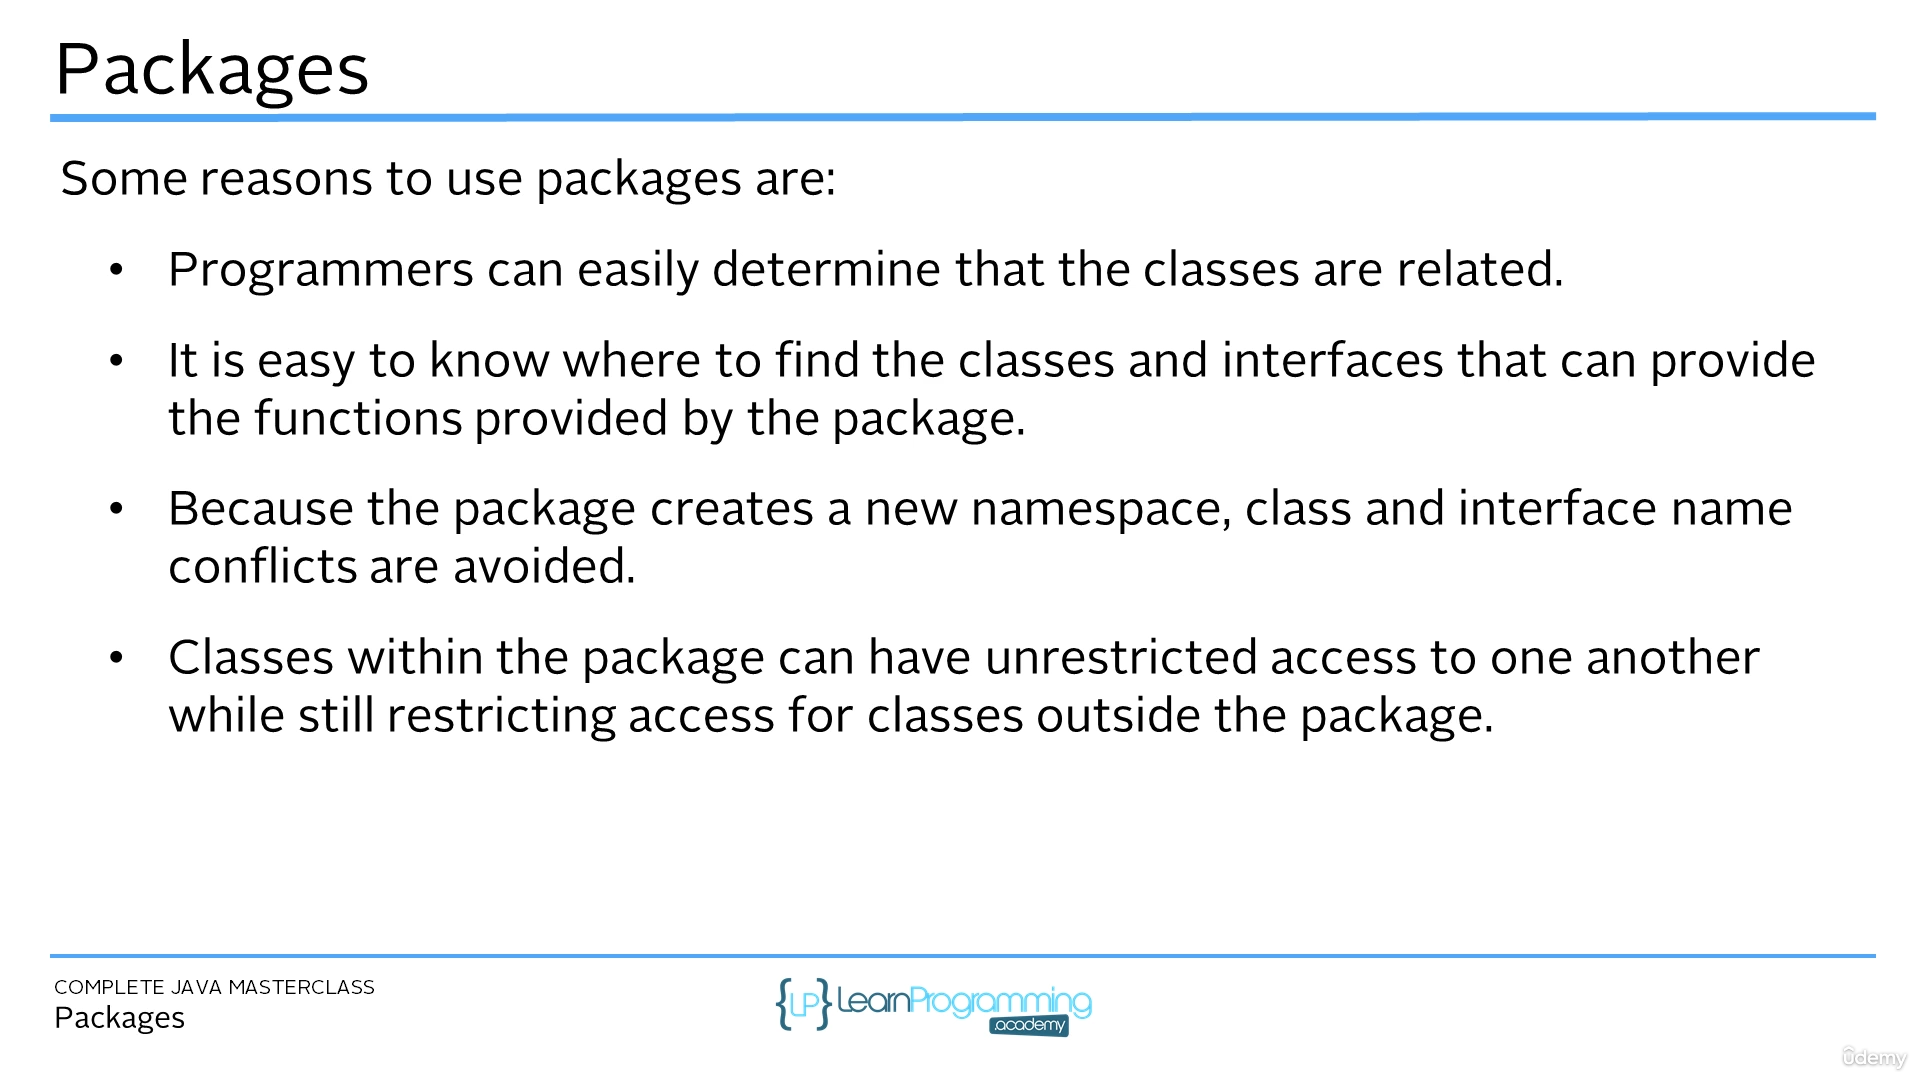 Packages
Some reasons to use packages are:
• Programmers can easily determine that the classes are related.
• It is easy to know where to find the classes and interfaces that can provide
the functions provided by the package.
• Because the package creates a new namespace, class and interface name
conflicts are avoided.
• Classes within the package can have unrestricted access to one another
while still restricting access for classes outside the package.
COMPLETE JAVA MASTERCLASS
Packages
{LP} LearnProgramming
.academy
ûdemy